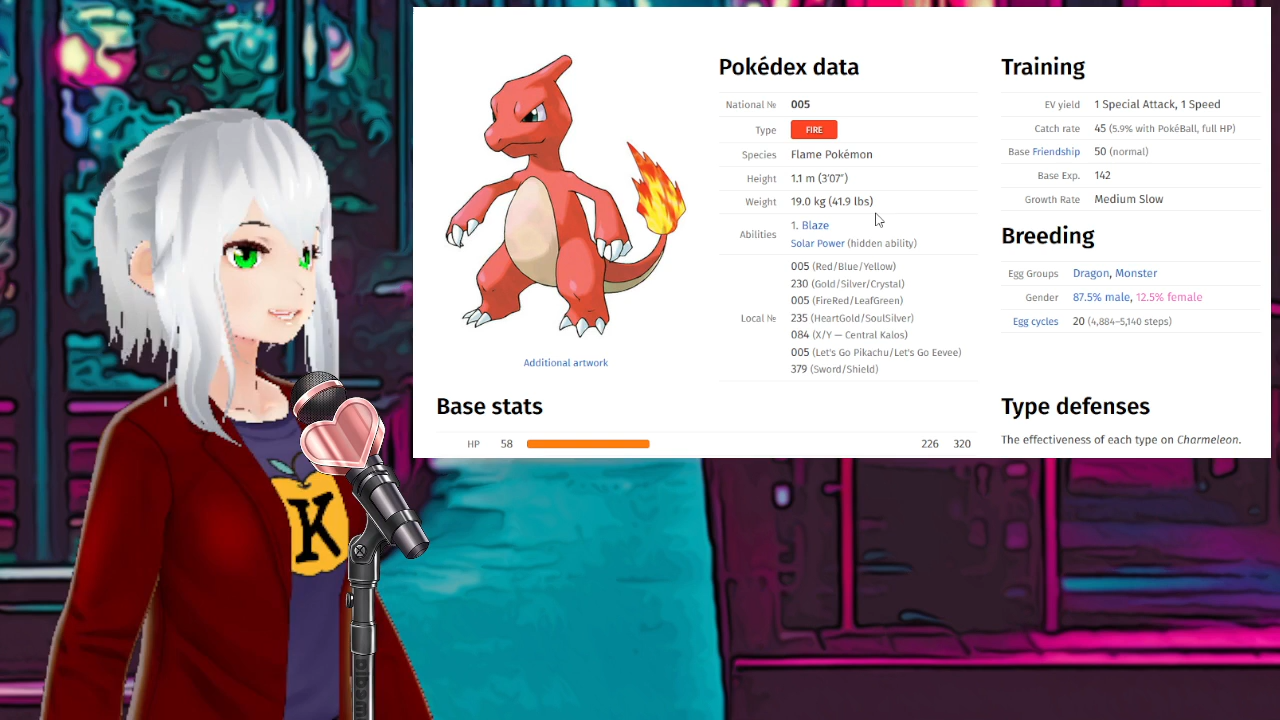 Pokédex data
National № 005
Type FIRE
Species Flame Pokémon
Height 1.1 m (3′07″)
Weight 19.0 kg (41.9 lbs)
Abilities 1. Blaze
Solar Power (hidden ability)
Local № 005 (Red/Blue/Yellow)
230 (Gold/Silver/Crystal)
005 (FireRed/LeafGreen)
235 (HeartGold/SoulSilver)
084 (X/Y — Central Kalos)
005 (Let's Go Pikachu/Let's Go Eevee)
379 (Sword/Shield)
Training
EV yield 1 Special Attack, 1 Speed
Catch rate 45 (5.9% with PokéBall, full HP)
Base Friendship 50 (normal)
Base Exp. 142
Growth Rate Medium Slow
Breeding
Egg Groups Dragon, Monster
Gender 87.5% male, 12.5% female
Egg cycles 20 (4,884–5,140 steps)
Additional artwork
Base stats
HP 58 226 320
Type defenses
The effectiveness of each type on Charmeleon.
K